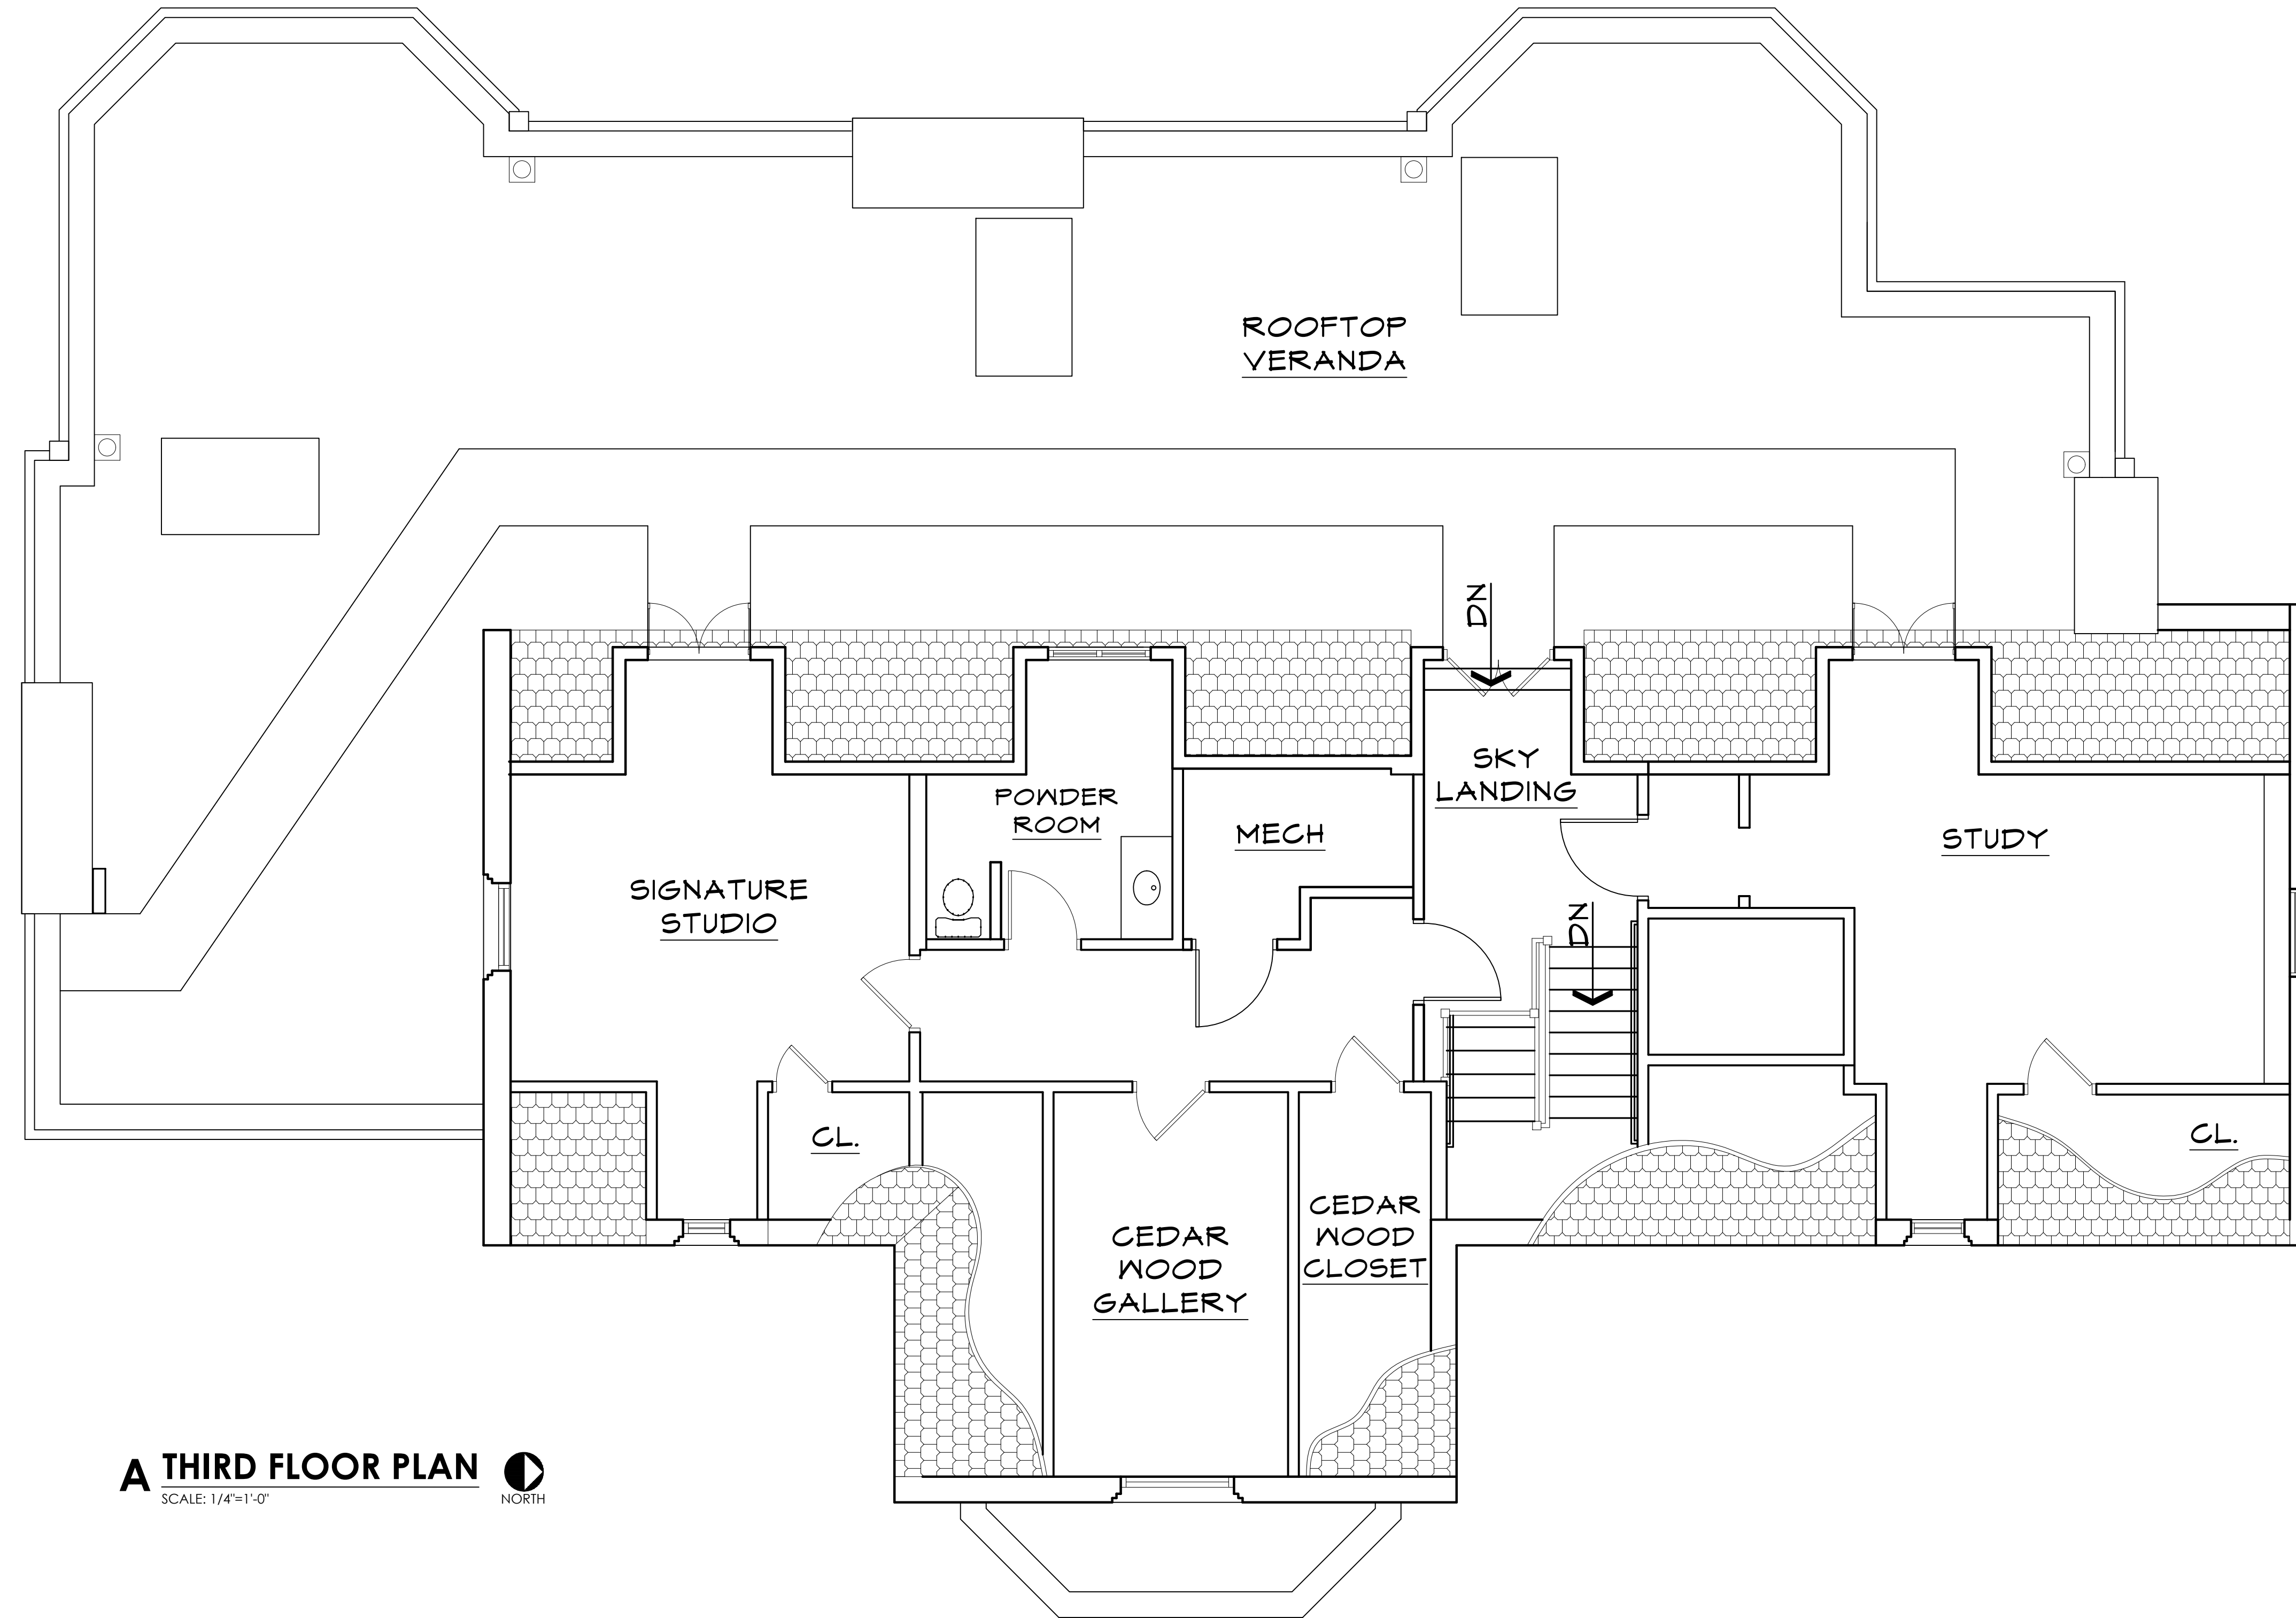 ROOFTOP
VERANDA
DN
SKY
LANDING
POWDER
ROOM
MECH
STUDY
SIGNATURE
STUDIO
DN
CL.
CL.
CEDAR
WOOD
CLOSET
CEDAR
WOOD
GALLERY
A THIRD FLOOR PLAN
SCALE: 1/4"=1'-0"
NORTH